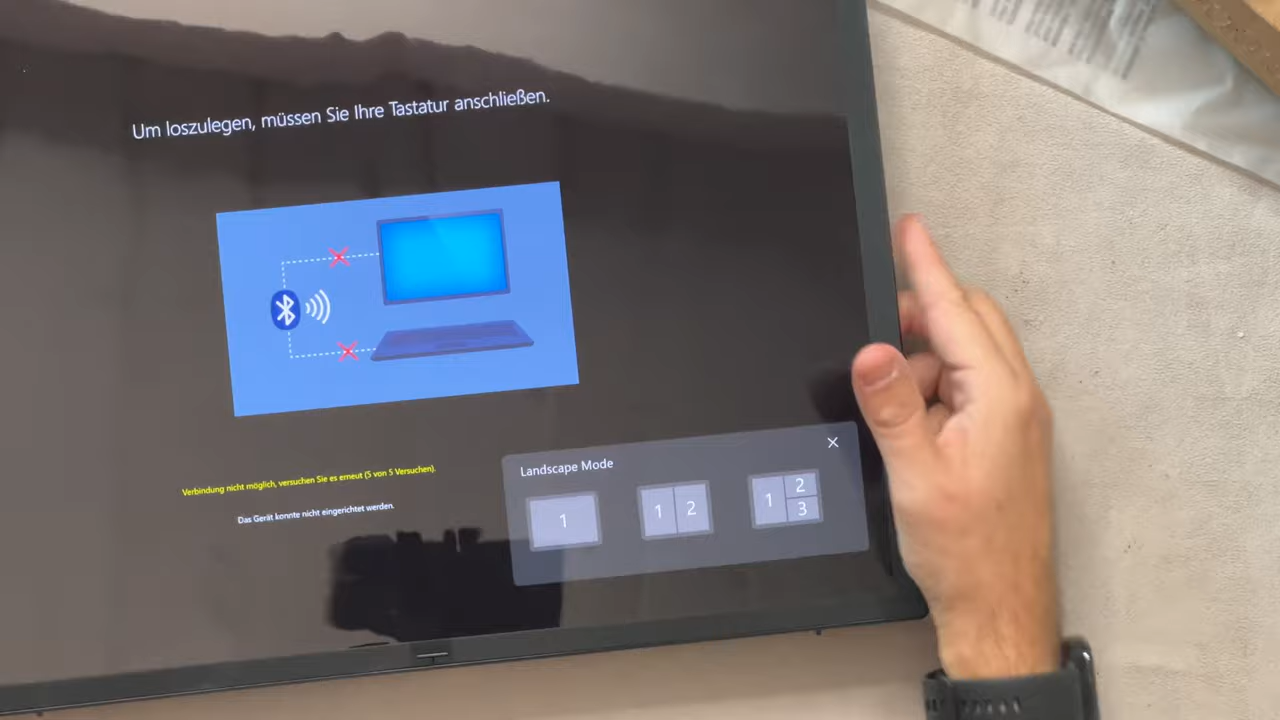 Um loszulegen, müssen Sie Ihre Tastatur anschließen.
Verbindung nicht möglich, versuchen Sie es erneut (5 von 5 Versuchen).
Das Gerät konnte nicht eingerichtet werden.
Landscape Mode
1
1 2
1 2 3